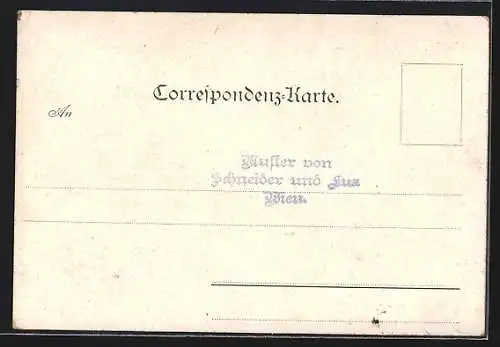 Correspondenz-Karte.
An
Muster von
Schneider und Lux
Wien.